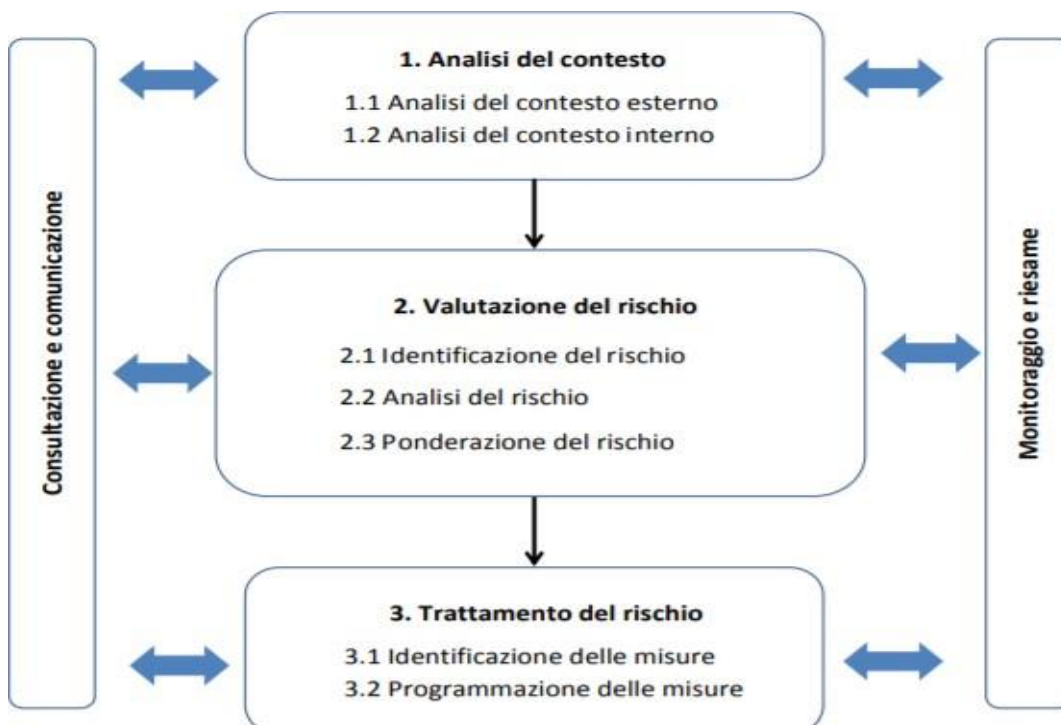 Consultazione e comunicazione
1. Analisi del contesto
1.1 Analisi del contesto esterno
1.2 Analisi del contesto interno
2. Valutazione del rischio
2.1 Identificazione del rischio
2.2 Analisi del rischio
2.3 Ponderazione del rischio
3. Trattamento del rischio
3.1 Identificazione delle misure
3.2 Programmazione delle misure
Monitoraggio e riesame